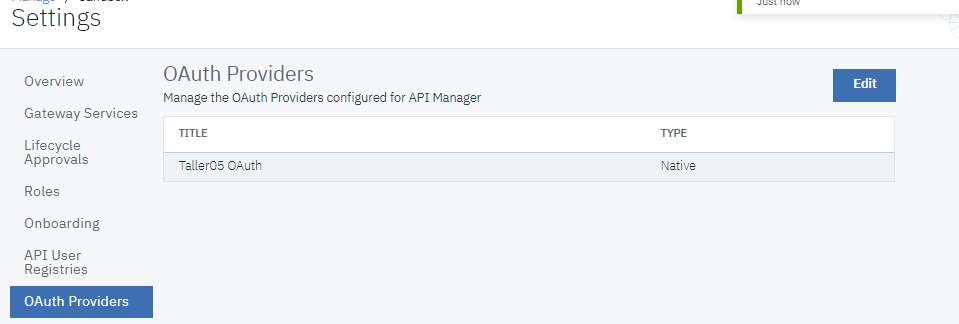 Manage / Sandbox
Settings
Just now
Overview
Gateway Services
Lifecycle
Approvals
Roles
Onboarding
API User
Registries
OAuth Providers
OAuth Providers
Manage the OAuth Providers configured for API Manager
Edit
TITLE TYPE
Taller05 OAuth Native